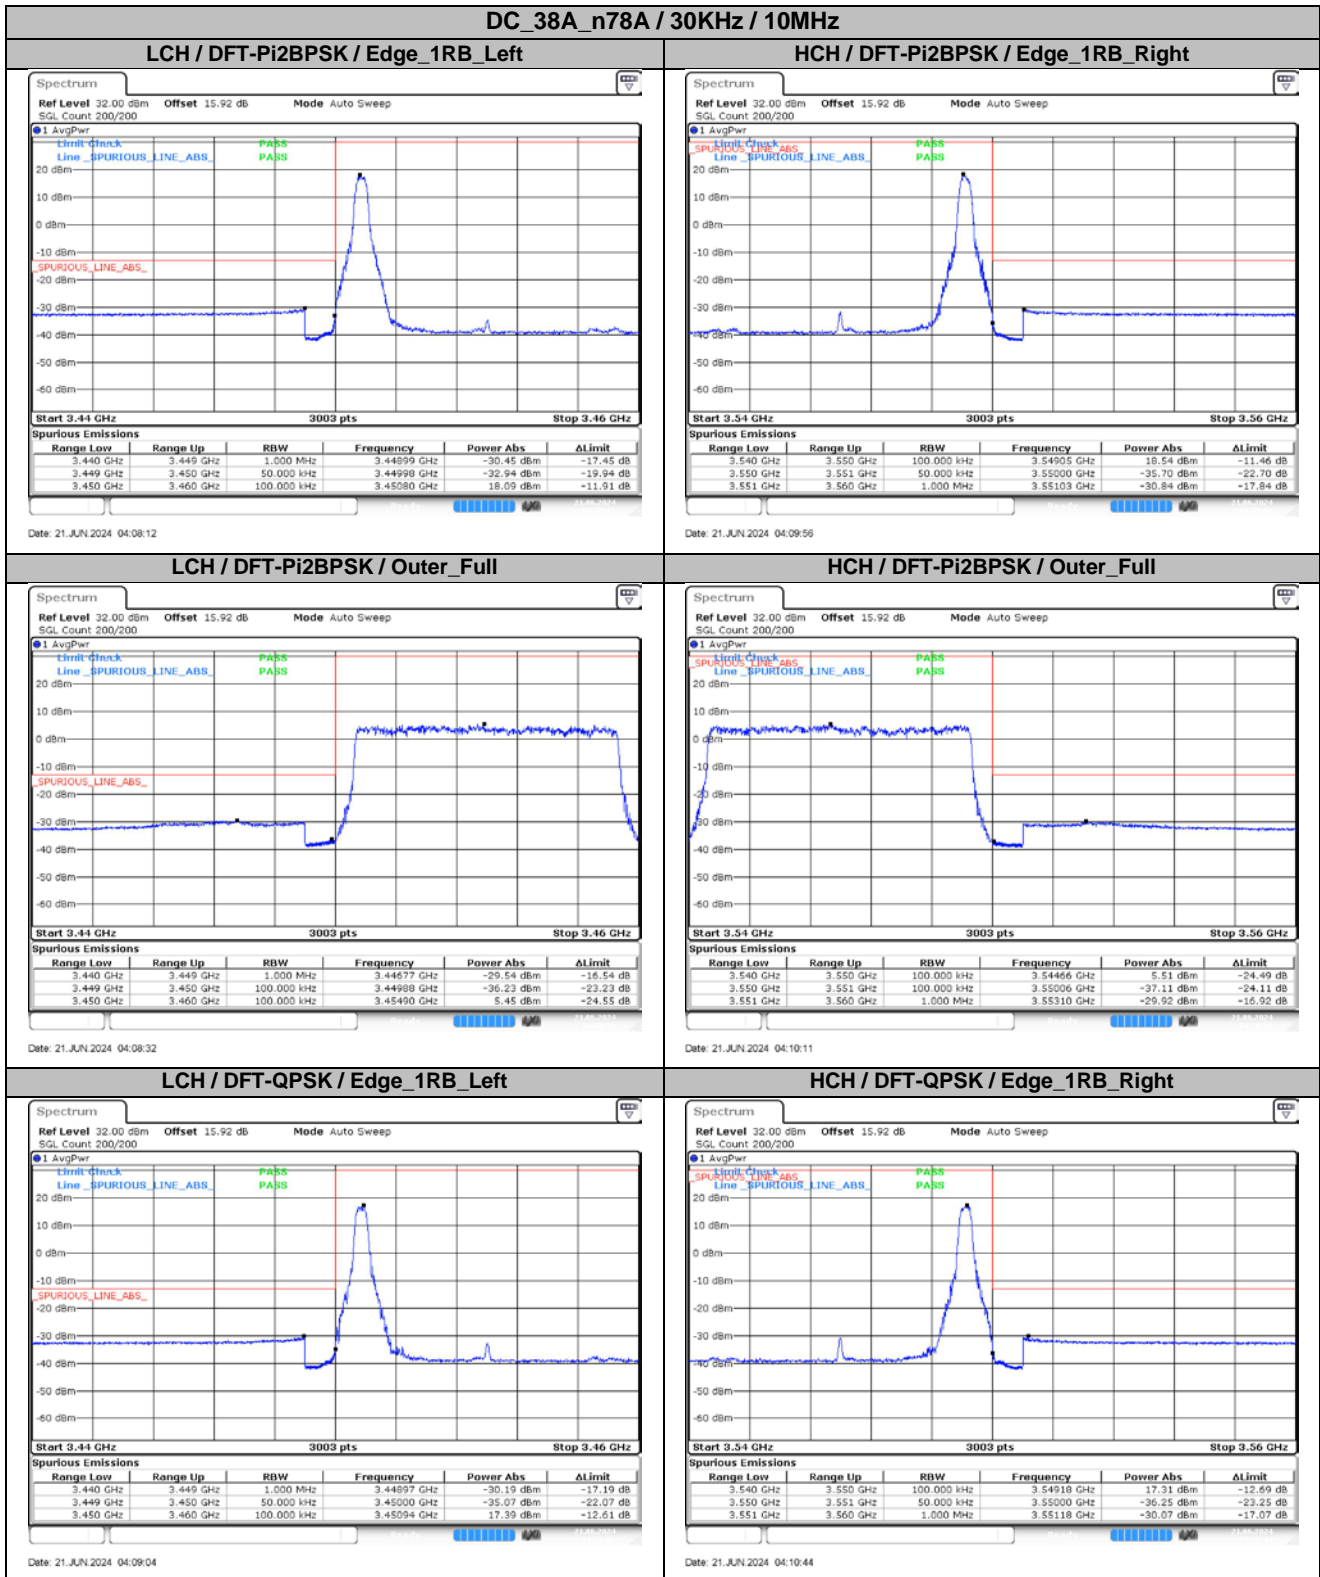 DC_38A_n78A / 30KHz / 10MHz
LCH / DFT-Pi2BPSK / Edge_1RB_Left
Spectrum
Ref Level 32.00 dBm Offset 15.92 dB Mode Auto Sweep
SGL Count 200/200
1 AvgPwr
Limit Check PASS
Line _SPURIOUS_LINE_ABS_ PASS
20 dBm
10 dBm
0 dBm
-10 dBm
_SPURIOUS_LINE_ABS_
-20 dBm
-30 dBm
-40 dBm
-50 dBm
-60 dBm
Start 3.44 GHz 3003 pts Stop 3.46 GHz
Spurious Emissions
Range Low Range Up RBW Frequency Power Abs ΔLimit
3.440 GHz 3.449 GHz 1.000 MHz 3.44899 GHz -30.45 dBm -17.45 dB
3.449 GHz 3.450 GHz 50.000 kHz 3.44998 GHz -32.94 dBm -19.94 dB
3.450 GHz 3.460 GHz 100.000 kHz 3.45080 GHz 18.09 dBm -11.91 dB
Date: 21.JUN.2024 04:08:12
HCH / DFT-Pi2BPSK / Edge_1RB_Right
Spectrum
Ref Level 32.00 dBm Offset 15.92 dB Mode Auto Sweep
SGL Count 200/200
1 AvgPwr
Limit Check PASS
_SPURIOUS_LINE_ABS_
Line _SPURIOUS_LINE_ABS_ PASS
20 dBm
10 dBm
0 dBm
-10 dBm
-20 dBm
-30 dBm
-40 dBm
-50 dBm
-60 dBm
Start 3.54 GHz 3003 pts Stop 3.56 GHz
Spurious Emissions
Range Low Range Up RBW Frequency Power Abs ΔLimit
3.540 GHz 3.550 GHz 100.000 kHz 3.54905 GHz 18.54 dBm -11.46 dB
3.550 GHz 3.551 GHz 50.000 kHz 3.55000 GHz -35.70 dBm -22.70 dB
3.551 GHz 3.560 GHz 1.000 MHz 3.55103 GHz -30.84 dBm -17.84 dB
Date: 21.JUN.2024 04:09:56
LCH / DFT-Pi2BPSK / Outer_Full
Spectrum
Ref Level 32.00 dBm Offset 15.92 dB Mode Auto Sweep
SGL Count 200/200
1 AvgPwr
Limit Check PASS
Line _SPURIOUS_LINE_ABS_ PASS
20 dBm
10 dBm
0 dBm
-10 dBm
_SPURIOUS_LINE_ABS_
-20 dBm
-30 dBm
-40 dBm
-50 dBm
-60 dBm
Start 3.44 GHz 3003 pts Stop 3.46 GHz
Spurious Emissions
Range Low Range Up RBW Frequency Power Abs ΔLimit
3.440 GHz 3.449 GHz 1.000 MHz 3.44677 GHz -29.54 dBm -16.54 dB
3.449 GHz 3.450 GHz 100.000 kHz 3.44988 GHz -36.23 dBm -23.23 dB
3.450 GHz 3.460 GHz 100.000 kHz 3.45490 GHz 5.45 dBm -24.55 dB
Date: 21.JUN.2024 04:08:32
HCH / DFT-Pi2BPSK / Outer_Full
Spectrum
Ref Level 32.00 dBm Offset 15.92 dB Mode Auto Sweep
SGL Count 200/200
1 AvgPwr
Limit Check PASS
_SPURIOUS_LINE_ABS_
Line _SPURIOUS_LINE_ABS_ PASS
20 dBm
10 dBm
0 dBm
-10 dBm
-20 dBm
-30 dBm
-40 dBm
-50 dBm
-60 dBm
Start 3.54 GHz 3003 pts Stop 3.56 GHz
Spurious Emissions
Range Low Range Up RBW Frequency Power Abs ΔLimit
3.540 GHz 3.550 GHz 100.000 kHz 3.54466 GHz 5.51 dBm -24.49 dB
3.550 GHz 3.551 GHz 100.000 kHz 3.55006 GHz -37.11 dBm -24.11 dB
3.551 GHz 3.560 GHz 1.000 MHz 3.55310 GHz -29.92 dBm -16.92 dB
Date: 21.JUN.2024 04:10:11
LCH / DFT-QPSK / Edge_1RB_Left
Spectrum
Ref Level 32.00 dBm Offset 15.92 dB Mode Auto Sweep
SGL Count 200/200
1 AvgPwr
Limit Check PASS
Line _SPURIOUS_LINE_ABS_ PASS
20 dBm
10 dBm
0 dBm
-10 dBm
_SPURIOUS_LINE_ABS_
-20 dBm
-30 dBm
-40 dBm
-50 dBm
-60 dBm
Start 3.44 GHz 3003 pts Stop 3.46 GHz
Spurious Emissions
Range Low Range Up RBW Frequency Power Abs ΔLimit
3.440 GHz 3.449 GHz 1.000 MHz 3.44897 GHz -30.19 dBm -17.19 dB
3.449 GHz 3.450 GHz 50.000 kHz 3.45000 GHz -35.07 dBm -22.07 dB
3.450 GHz 3.460 GHz 100.000 kHz 3.45094 GHz 17.39 dBm -12.61 dB
Date: 21.JUN.2024 04:09:04
HCH / DFT-QPSK / Edge_1RB_Right
Spectrum
Ref Level 32.00 dBm Offset 15.92 dB Mode Auto Sweep
SGL Count 200/200
1 AvgPwr
Limit Check PASS
_SPURIOUS_LINE_ABS_
Line _SPURIOUS_LINE_ABS_ PASS
20 dBm
10 dBm
0 dBm
-10 dBm
-20 dBm
-30 dBm
-40 dBm
-50 dBm
-60 dBm
Start 3.54 GHz 3003 pts Stop 3.56 GHz
Spurious Emissions
Range Low Range Up RBW Frequency Power Abs ΔLimit
3.540 GHz 3.550 GHz 100.000 kHz 3.54918 GHz 17.31 dBm -12.69 dB
3.550 GHz 3.551 GHz 50.000 kHz 3.55000 GHz -36.25 dBm -23.25 dB
3.551 GHz 3.560 GHz 1.000 MHz 3.55118 GHz -30.07 dBm -17.07 dB
Date: 21.JUN.2024 04:10:44